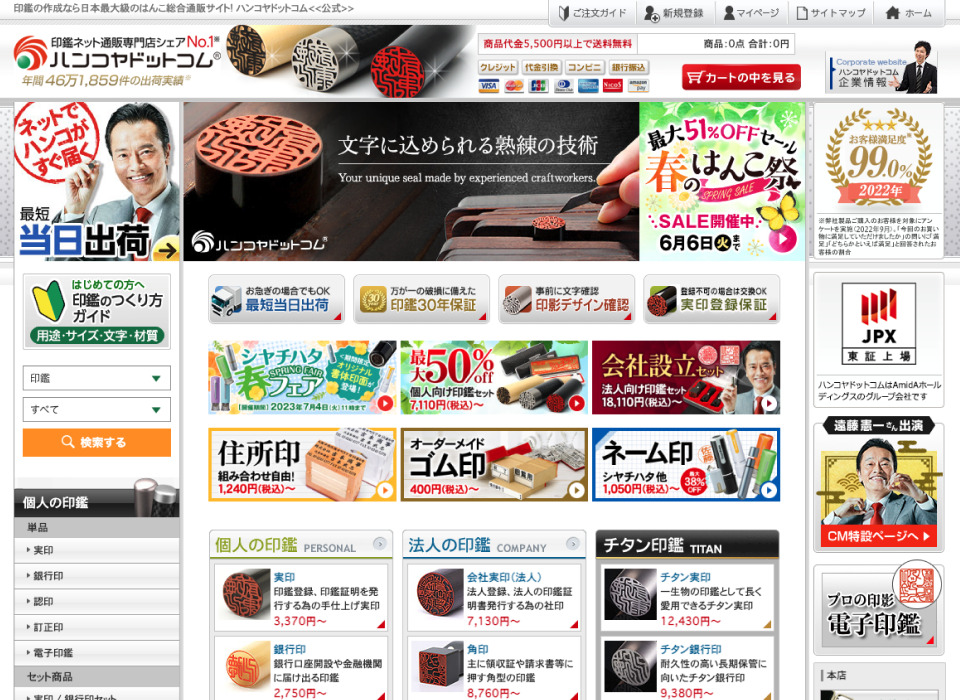 印鑑の作成なら日本最大級のはんこ総合通販サイト! ハンコヤドットコム<<公式>>
ご注文ガイド
新規登録
マイページ
サイトマップ
ホーム
印鑑ネット通販専門店シェアNo.1※
ハンコヤドットコム®
年間46万1,859件の出荷実績※
商品代金5,500円以上で送料無料
商品:0点 合計:0円
クレジット
代金引換
コンビニ
銀行振込
VISA
JCB
NICOS
amazon
カートの中を見る
Corporate website
ハンコヤドットコム
企業情報
ネットで
ハンコが
すぐ届く
最短
当日出荷
文字に込められる熟練の技術
Your unique seal made by experienced craftworkers.
ハンコヤドットコム®
最大51%OFFセール
春のはんこ祭
SPRING SALE
SALE開催中
6月6日火まで
お客様満足度※
99.0%
2022年
※弊社製品ご購入のお客様を対象にアン
ケートを実施(2022年9月)。「今回のお買い
物に満足していただけましたか」の問いに「満
足」「どちらかといえば満足」と回答されたお
客様の割合
はじめての方へ
印鑑のつくり方
ガイド
用途・サイズ・文字・材質
印鑑
すべて
検索する
個人の印鑑
単品
実印
銀行印
認印
訂正印
電子印鑑
セット商品
実印/銀行印セット
お急ぎの場合でもOK
最短当日出荷
30
万が一の破損に備えた
印鑑30年保証
事前に文字確認
印影デザイン確認
登録不可の場合は交換OK
実印登録保証
シヤチハタ
春フェア
SPRING FAIR
期間限定
オリジナル
書体印面が
登場!
【開催期間】2023年7月4日(火)11時まで
最大50%off
個人向け印鑑セット
7,110円(税込)～
会社設立セット
法人向け印鑑セット
18,110円(税込)～
住所印
組み合わせ自由!
1,240円(税込)～
オーダーメイド
ゴム印
400円(税込)～
ネーム印
シヤチハタ他
1,050円(税込)～
最大
38%
OFF
佐藤
個人の印鑑 PERSONAL
実印
印鑑登録、印鑑証明を発
行する為の手仕上げ実印
3,370円～
銀行印
銀行口座開設や金融機関
に届け出る印鑑
2,750円～
法人の印鑑 COMPANY
会社実印(法人)
法人登録、法人の印鑑証
明書発行する為の社印
7,130円～
角印
主に領収証や請求書等に
押す角型の印鑑
8,760円～
チタン印鑑 TITAN
チタン実印
一生物の印鑑として長く
愛用できるチタン実印
12,430円～
チタン銀行印
耐久性の高い長期保管に
向いたチタン銀行印
9,380円～
JPX
東証上場
ハンコヤドットコムはAmidAホール
ディングスのグループ会社です
遠藤憲一さん出演
CM特設ページへ
プロの印影
電子印鑑
本店